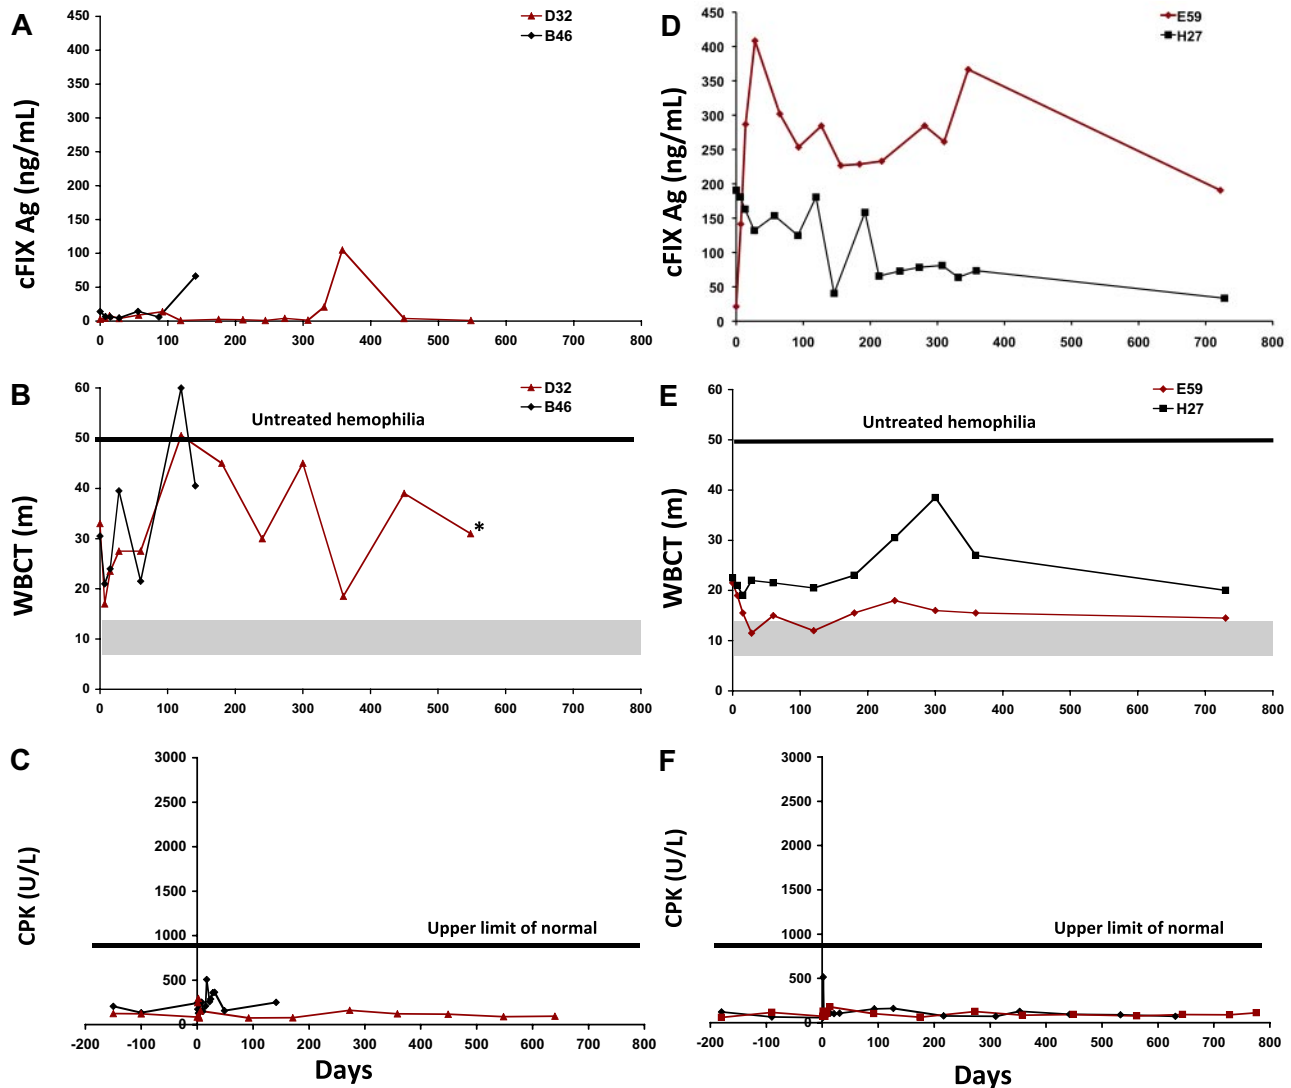 A
D32
B46
cFIX Ag (ng/mL)
450
400
350
300
250
200
150
100
50
0
0 100 200 300 400 500 600 700 800
D
E59
H27
cFIX Ag (ng/mL)
450
400
350
300
250
200
150
100
50
0
0 100 200 300 400 500 600 700 800
B
D32
B46
Untreated hemophilia
WBCT (m)
60
50
40
30
20
10
0
*
0 100 200 300 400 500 600 700 800
E
E59
H27
Untreated hemophilia
WBCT (m)
60
50
40
30
20
10
0
0 100 200 300 400 500 600 700 800
C
CPK (U/L)
3000
2500
2000
1500
1000
500
0
Upper limit of normal
-200 -100 0 100 200 300 400 500 600 700 800
Days
F
CPK (U/L)
3000
2500
2000
1500
1000
500
0
Upper limit of normal
-200 -100 0 100 200 300 400 500 600 700 800
Days